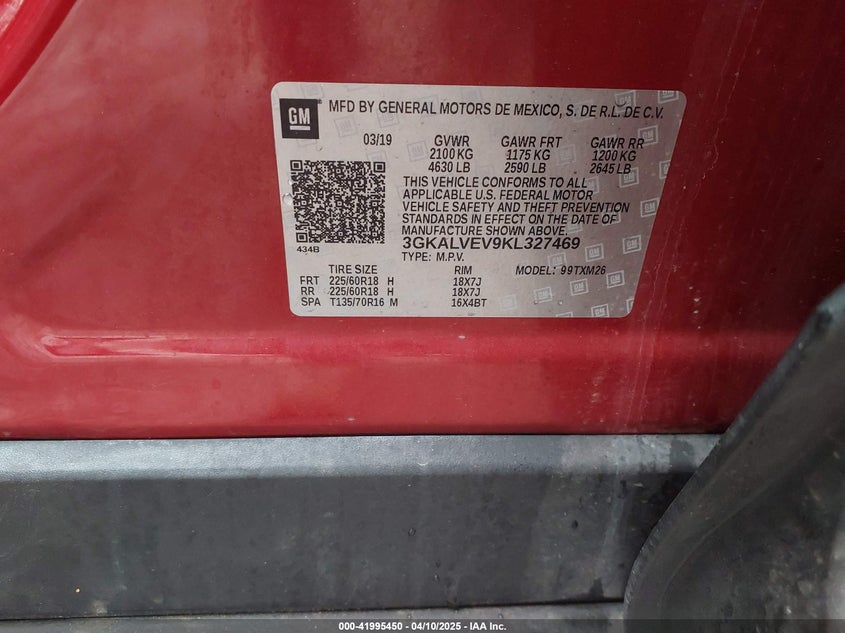 GM
MFD BY GENERAL MOTORS DE MEXICO, S. DE R.L. DE C.V.
03/19 GVWR GAWR FRT GAWR RR
2100 KG 1175 KG 1200 KG
4630 LB 2590 LB 2645 LB
THIS VEHICLE CONFORMS TO ALL
APPLICABLE U.S. FEDERAL MOTOR
VEHICLE SAFETY AND THEFT PREVENTION
STANDARDS IN EFFECT ON THE DATE OF
MANUFACTURE SHOWN ABOVE.
434B
3GKALVEV9KL327469
TYPE: M.P.V.
TIRE SIZE RIM MODEL: 99TXM26
FRT 225/60R18 H 18X7J
RR 225/60R18 H 18X7J
SPA T135/70R16 M 16X4BT
000-41995450 - 04/10/2025 - IAA Inc.